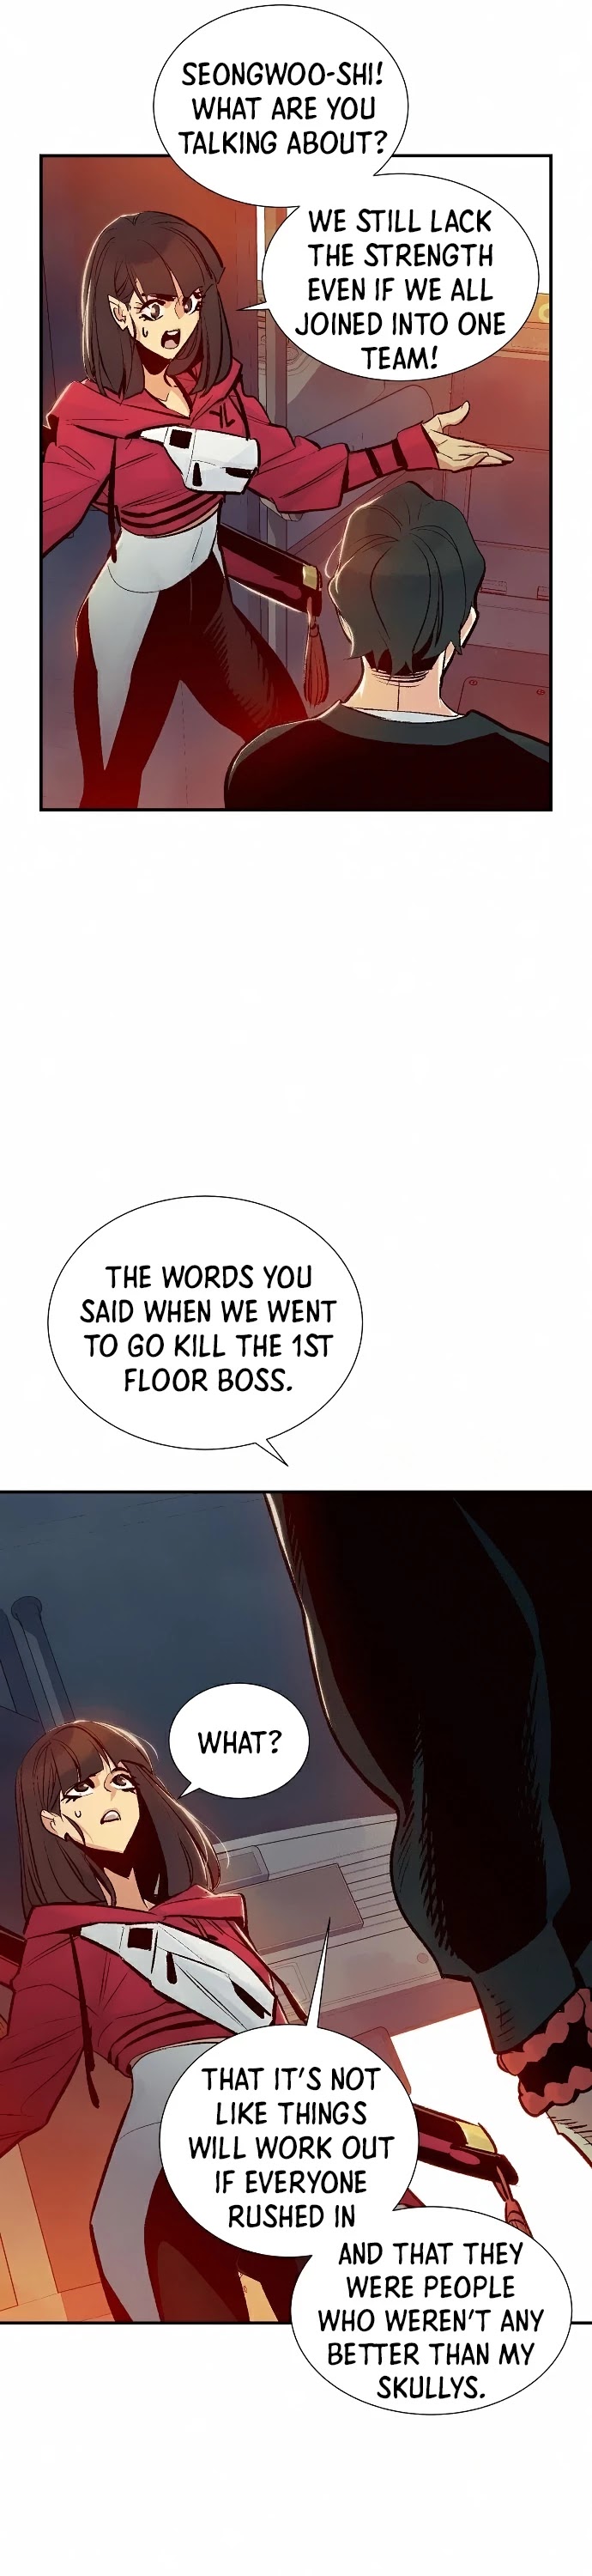 SEONGWOO-SHI!
WHAT ARE YOU
TALKING ABOUT?
WE STILL LACK
THE STRENGTH
EVEN IF WE ALL
JOINED INTO ONE
TEAM!
THE WORDS YOU
SAID WHEN WE WENT
TO GO KILL THE 1ST
FLOOR BOSS.
WHAT?
THAT IT'S NOT
LIKE THINGS
WILL WORK OUT
IF EVERYONE
RUSHED IN
AND THAT THEY
WERE PEOPLE
WHO WEREN'T ANY
BETTER THAN MY
SKULLYS.